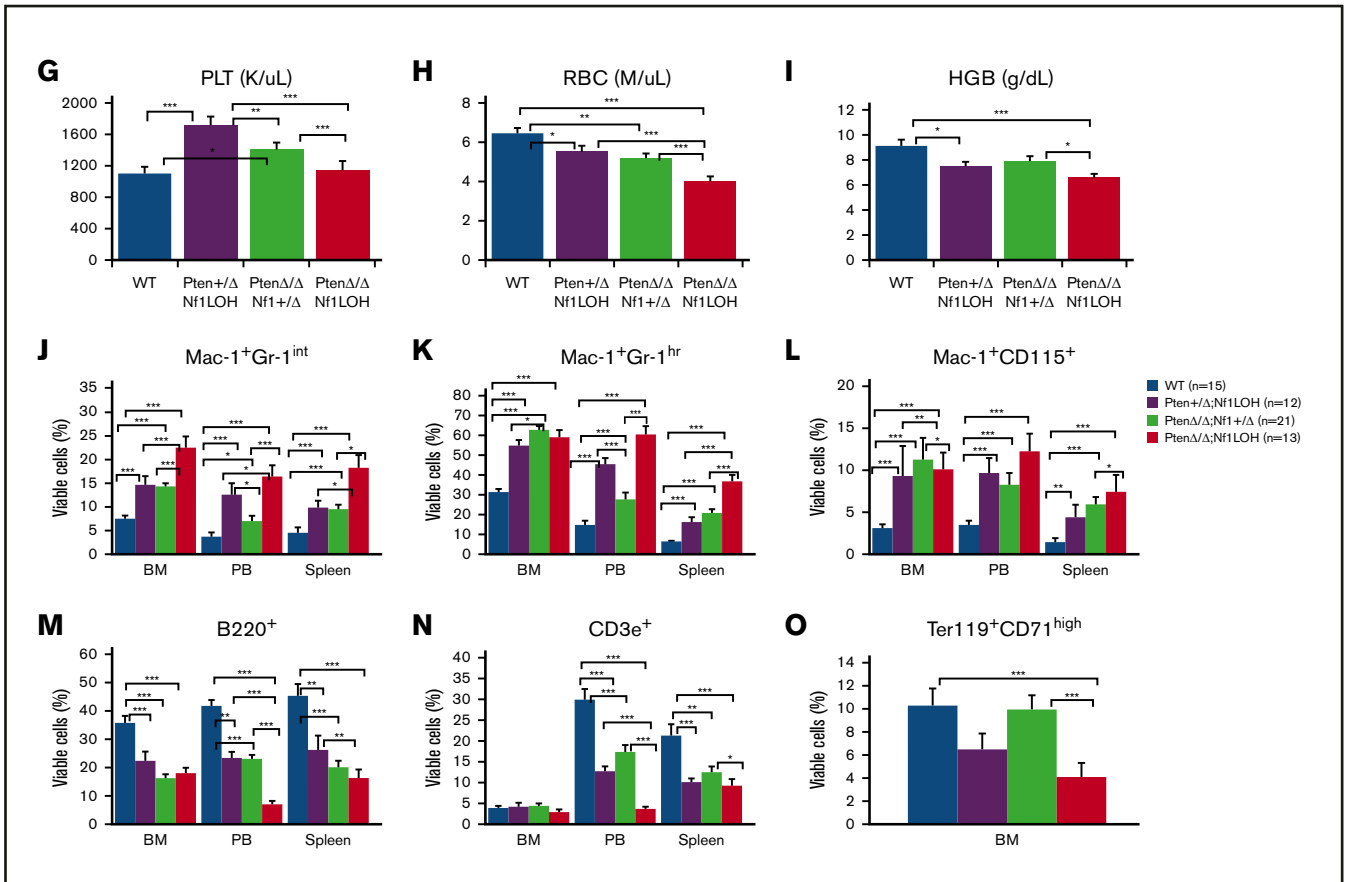 G
PLT (K/uL)
2000
1600
1200
800
400
0
***
***
**
***
*
WT
Pten+/Δ
Nf1LOH
PtenΔ/Δ
Nf1+/Δ
PtenΔ/Δ
Nf1LOH
H
RBC (M/uL)
8
6
4
2
0
***
**
*
***
***
WT
Pten+/Δ
Nf1LOH
PtenΔ/Δ
Nf1+/Δ
PtenΔ/Δ
Nf1LOH
I
HGB (g/dL)
12
10
8
6
4
2
0
***
*
*
WT
Pten+/Δ
Nf1LOH
PtenΔ/Δ
Nf1+/Δ
PtenΔ/Δ
Nf1LOH
J
Mac-1+Gr-1int
Viable cells (%)
35
30
25
20
15
10
5
0
***
***
***
***
***
***
***
*
***
*
*
***
***
*
*
BM
PB
Spleen
K
Mac-1+Gr-1hr
Viable cells (%)
80
70
60
50
40
30
20
10
0
***
***
***
*
***
***
***
***
***
***
***
***
***
***
BM
PB
Spleen
L
Mac-1+CD115+
Viable cells (%)
20
15
10
5
0
***
**
***
*
***
***
***
***
***
***
*
**
BM
PB
Spleen
WT (n=15)
Pten+/Δ;Nf1LOH (n=12)
PtenΔ/Δ;Nf1+/Δ (n=21)
PtenΔ/Δ;Nf1LOH (n=13)
M
B220+
Viable cells (%)
60
50
40
30
20
10
0
***
***
***
***
***
**
***
***
***
**
***
**
BM
PB
Spleen
N
CD3e+
Viable cells (%)
40
35
30
25
20
15
10
5
0
***
***
***
***
***
***
**
***
*
BM
PB
Spleen
O
Ter119+CD71high
Viable cells (%)
14
12
10
8
6
4
2
0
***
***
BM